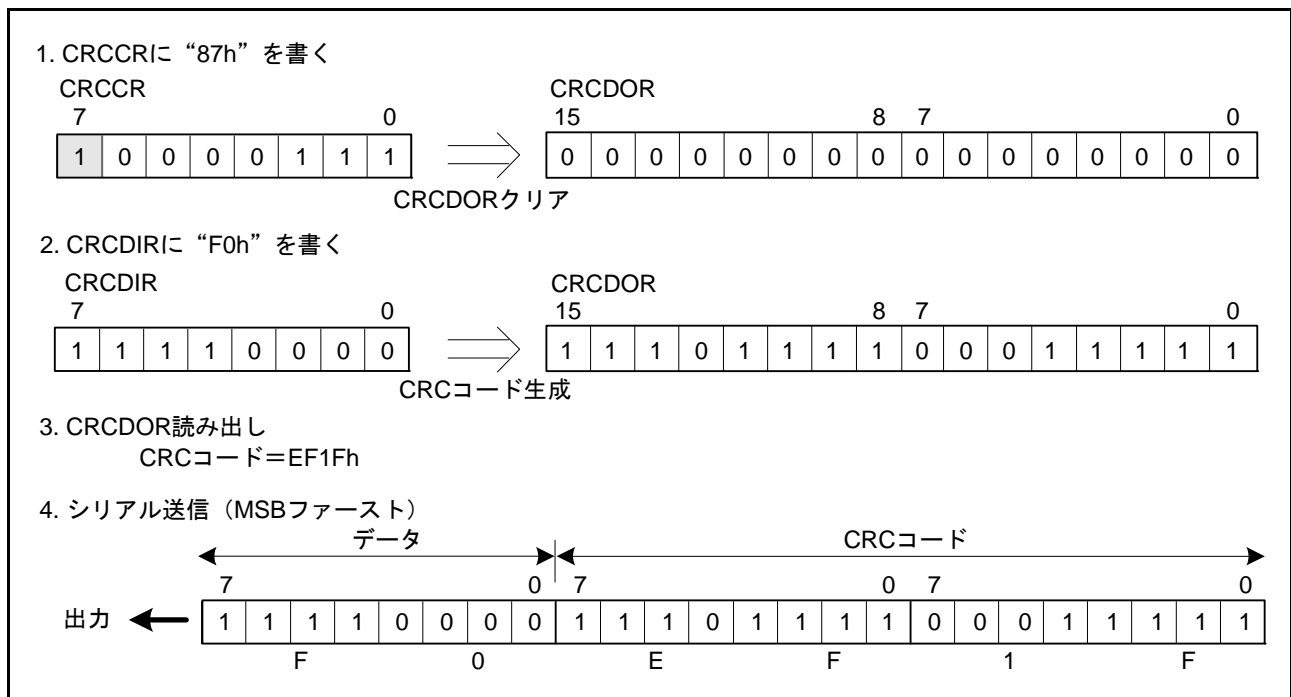 1. CRCCRに“87h”を書く
CRCCR CRCDOR
7 0 15 8 7 0
1 0 0 0 0 1 1 1 0 0 0 0 0 0 0 0 0 0 0 0 0 0 0 0
CRCDORクリア
2. CRCDIRに“F0h”を書く
CRCDIR CRCDOR
7 0 15 8 7 0
1 1 1 1 0 0 0 0 1 1 1 0 1 1 1 1 0 0 0 1 1 1 1 1
CRCコード生成
3. CRCDOR読み出し
CRCコード＝EF1Fh
4. シリアル送信（MSBファースト）
データ CRCコード
7 0 7 0 7 0
出力 1 1 1 1 0 0 0 0 1 1 1 0 1 1 1 1 0 0 0 1 1 1 1 1
F 0 E F 1 F